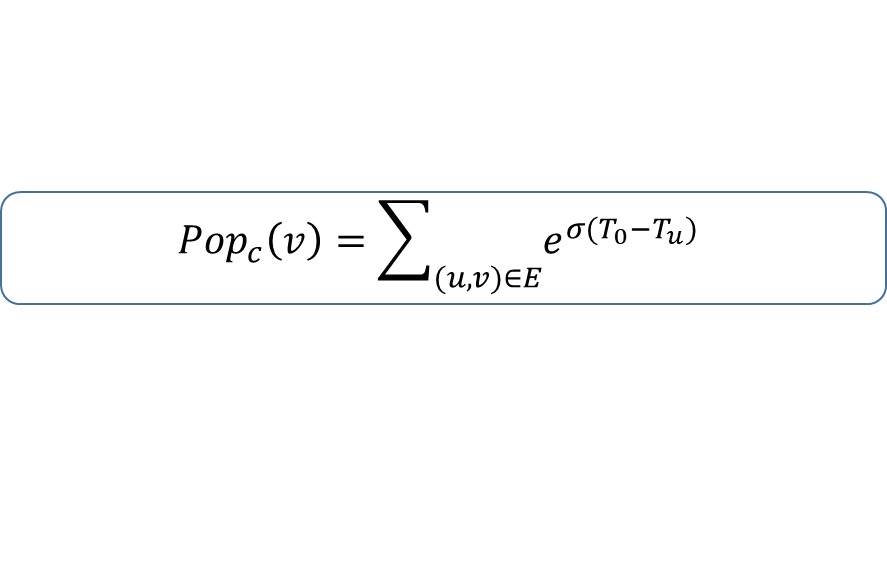 Pop_c(v) = ∑_{(u,v)∈E} e^{σ(T_0−T_u)}